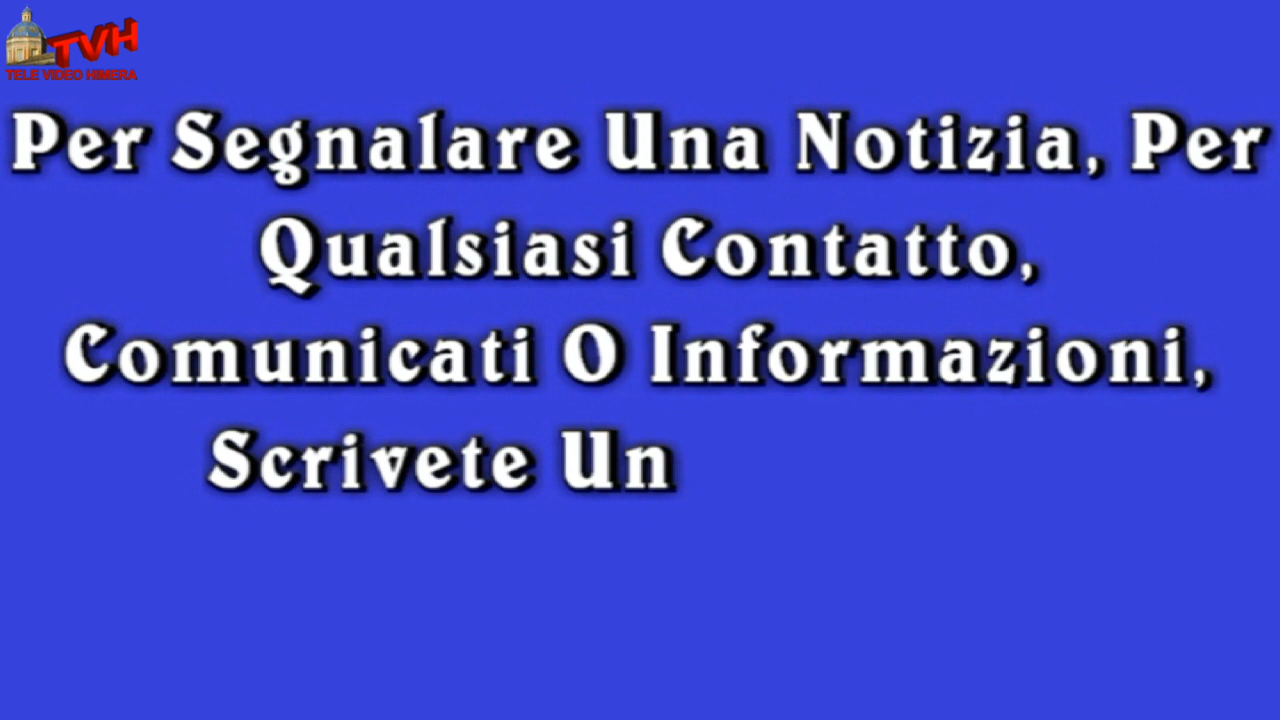 TVH
TELE VIDEO HIMERA
Per Segnalare Una Notizia, Per
Qualsiasi Contatto,
Comunicati O Informazioni,
Scrivete Un